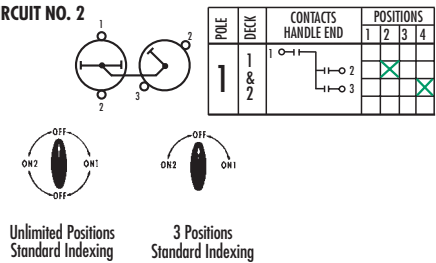 RCUIT NO. 2
1
2
3
2
POLE
DECK
CONTACTS
HANDLE END
POSITIONS
1 2 3 4
1
1
&
2
1
2
3
OFF
ON2 ON1
OFF
OFF
ON2 ON1
Unlimited Positions
Standard Indexing
3 Positions
Standard Indexing